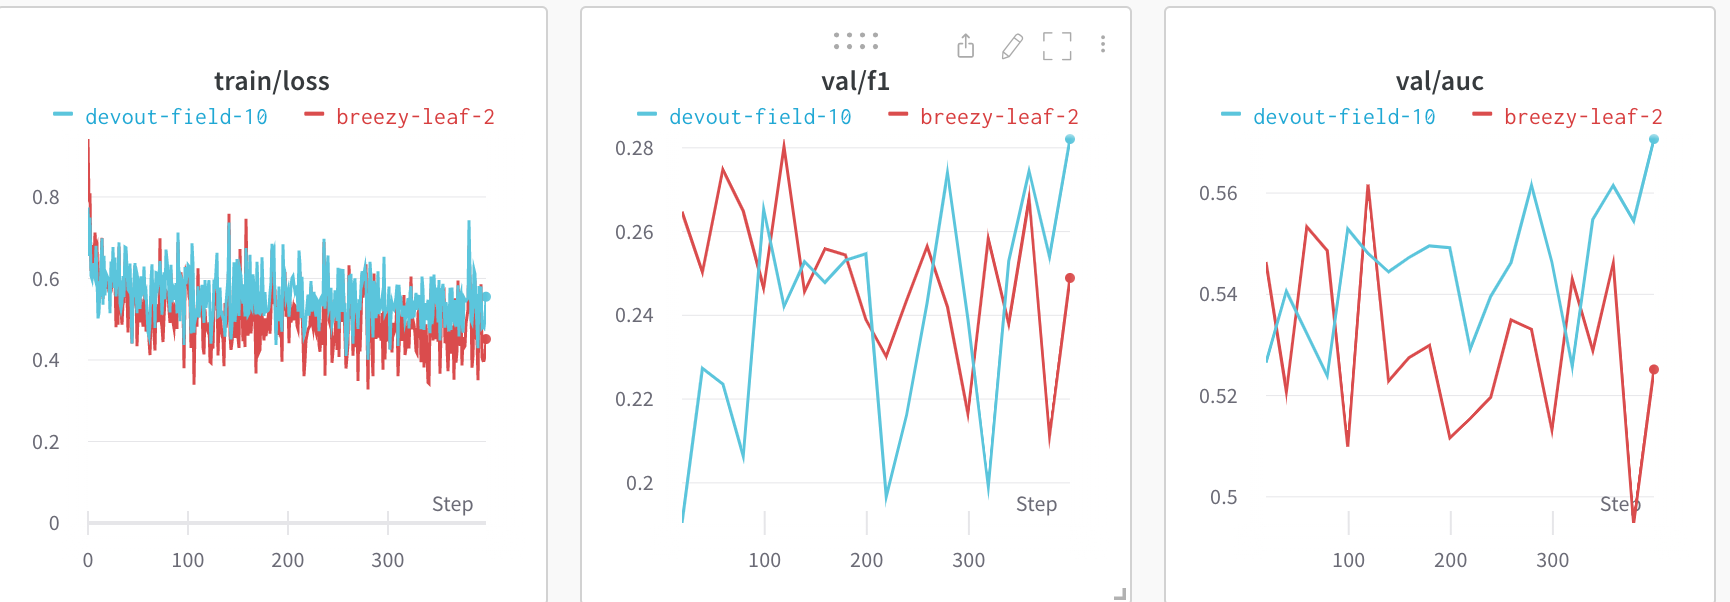 train/loss
devout-field-10 breezy-leaf-2
0.8
0.6
0.4
0.2
0
Step
0 100 200 300
val/f1
devout-field-10 breezy-leaf-2
0.28
0.26
0.24
0.22
0.2
Step
100 200 300
val/auc
devout-field-10 breezy-leaf-2
0.56
0.54
0.52
0.5
Step
100 200 300